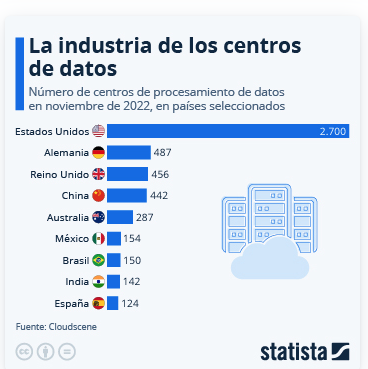 La industria de los centros
de datos
Número de centros de procesamiento de datos
en noviembre de 2022, en países seleccionados
Estados Unidos 2.700
Alemania 487
Reino Unido 456
China 442
Australia 287
México 154
Brasil 150
India 142
España 124
Fuente: Cloudscene
cc
statista